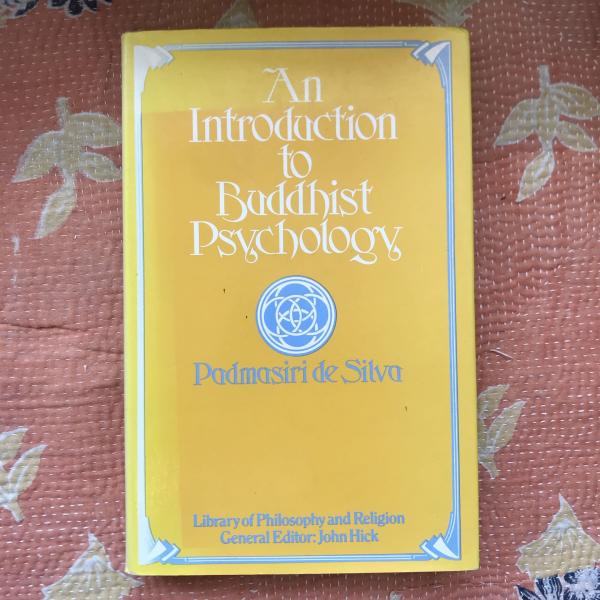 An
Introduction
to
Buddhist
Psychology
Padmasiri de Silva
Library of Philosophy and Religion
General Editor: John Hick